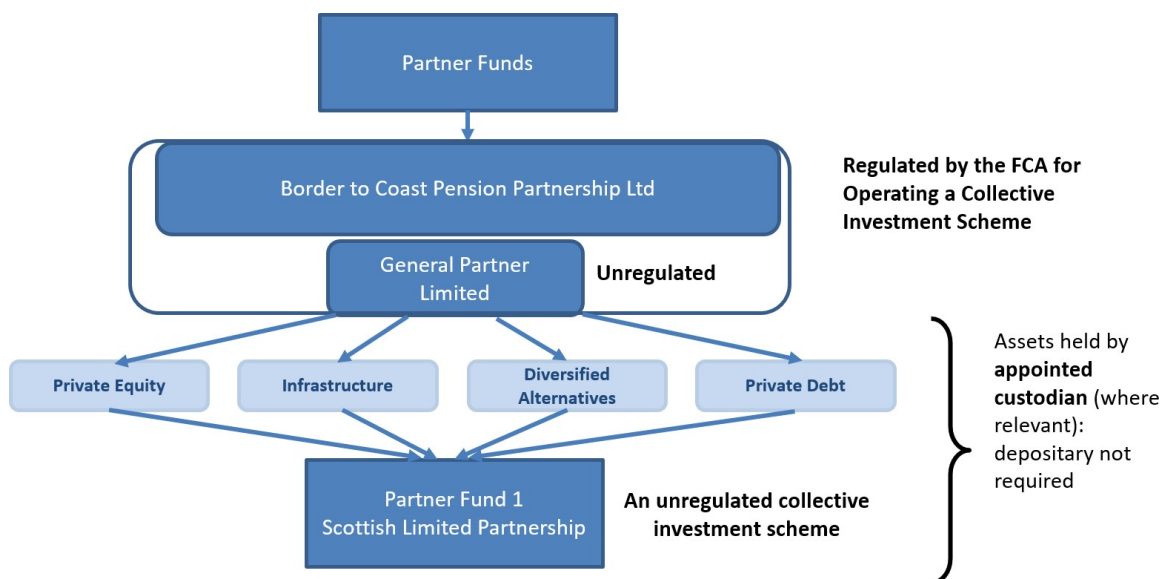 Partner Funds
Border to Coast Pension Partnership Ltd
Regulated by the FCA for
Operating a Collective
Investment Scheme
General Partner
Limited
Unregulated
Private Equity
Infrastructure
Diversified
Alternatives
Private Debt
Assets held by
appointed
custodian (where
relevant):
depositary not
required
Partner Fund 1
Scottish Limited Partnership
An unregulated collective
investment scheme